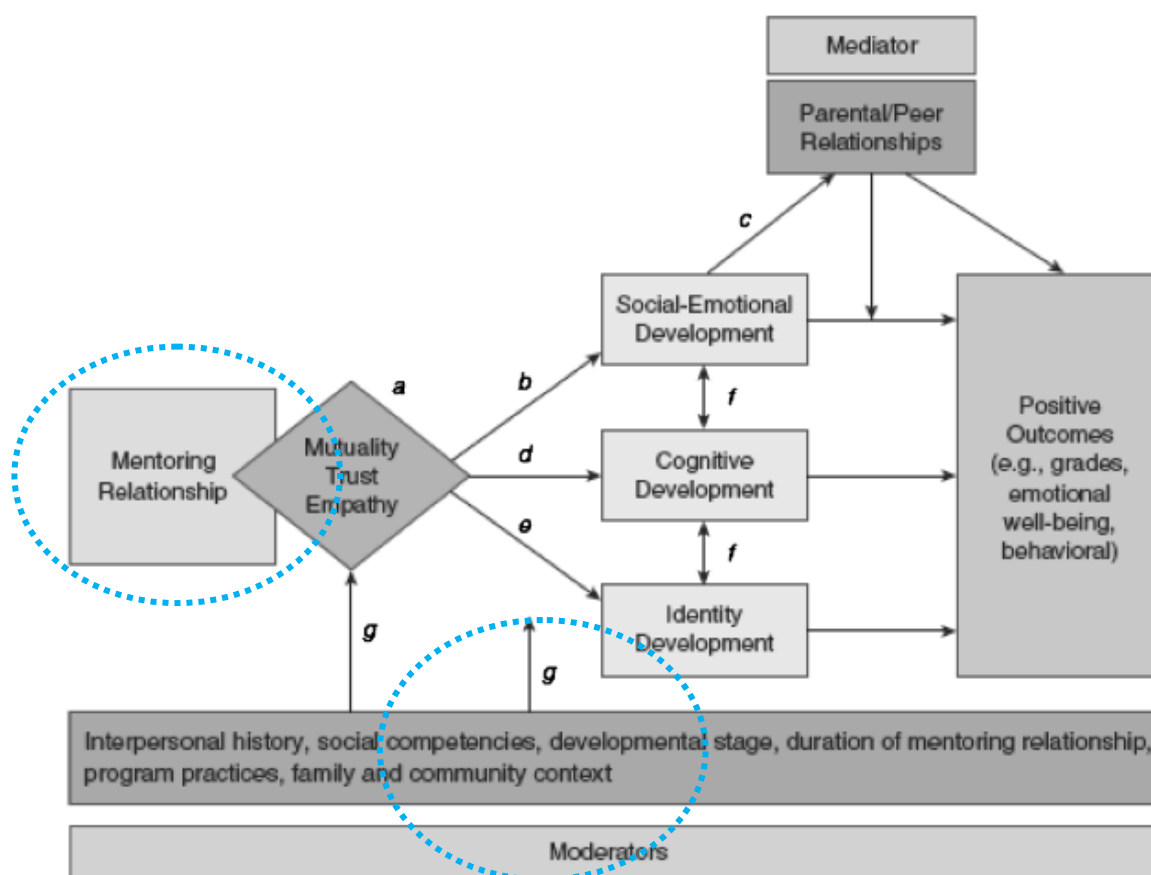 Mediator
Parental/Peer
Relationships
c
Social-Emotional
Development
a
b
f
Mentoring
Relationship
Mutuality
Trust
Empathy
d
Cognitive
Development
Positive
Outcomes
(e.g., grades,
emotional
well-being,
behavioral)
e
f
Identity
Development
g
g
Interpersonal history, social competencies, developmental stage, duration of mentoring relationship,
program practices, family and community context
Moderators